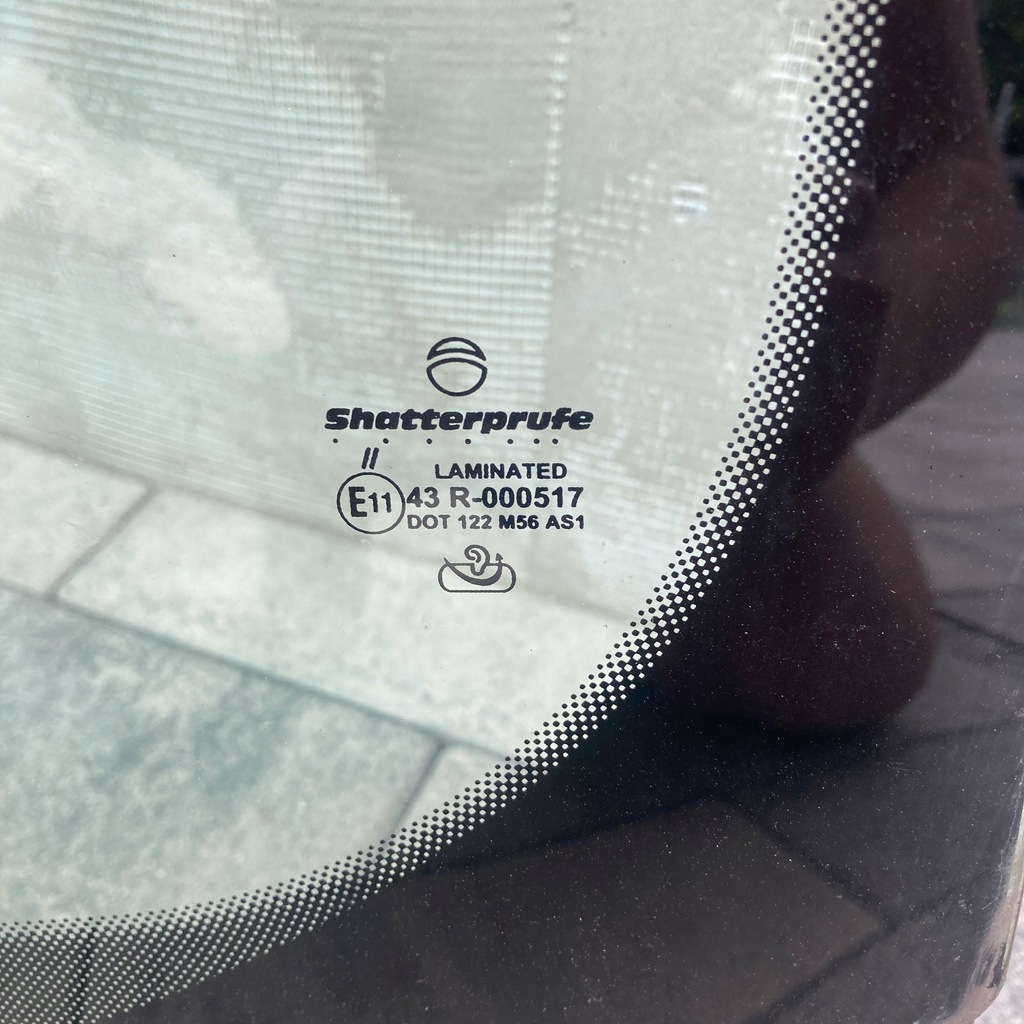 Shatterprufe
//
E11
LAMINATED
43 R-000517
DOT 122 M56 AS1